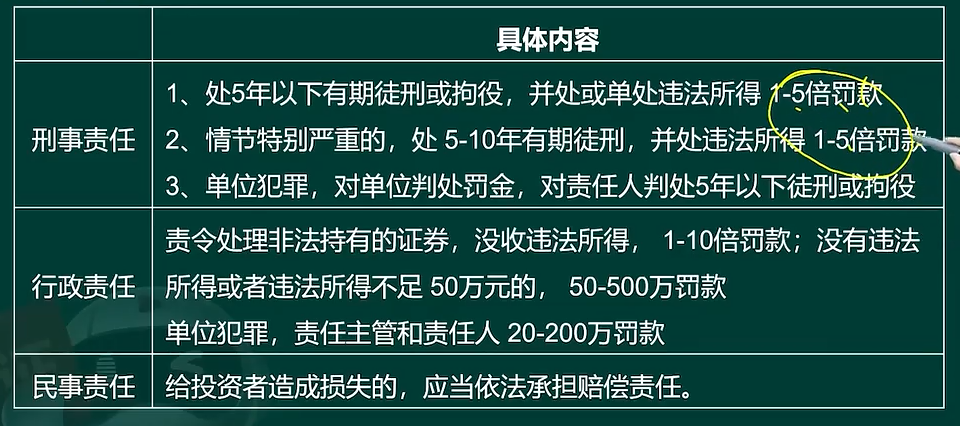 具体内容
刑事责任
1、处5年以下有期徒刑或拘役，并处或单处违法所得 1-5倍罚款
2、情节特别严重的，处 5-10年有期徒刑，并处违法所得 1-5倍罚款
3、单位犯罪，对单位判处罚金，对责任人判处5年以下徒刑或拘役
行政责任
责令处理非法持有的证券，没收违法所得， 1-10倍罚款；没有违法
所得或者违法所得不足 50万元的， 50-500万罚款
单位犯罪，责任主管和责任人 20-200万罚款
民事责任
给投资者造成损失的，应当依法承担赔偿责任。